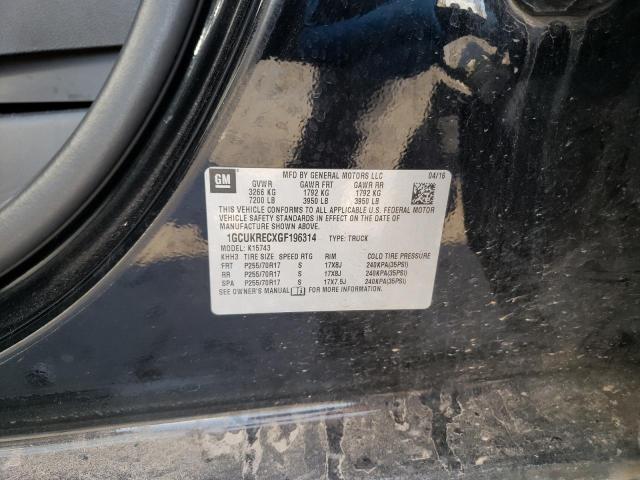 GM
MFD BY GENERAL MOTORS LLC 04/16
GVWR GAWR FRT GAWR RR
3266 KG 1792 KG 1792 KG
7200 LB 3950 LB 3950 LB
THIS VEHICLE CONFORMS TO ALL APPLICABLE U.S. FEDERAL MOTOR
VEHICLE SAFETY STANDARDS IN EFFECT ON THE DATE OF
MANUFACTURE SHOWN ABOVE.
1GCUKRECXGF196314 TYPE: TRUCK
MODEL: K15743
KHH3 TIRE SIZE SPEED RTG RIM COLD TIRE PRESSURE
FRT P255/70R17 S 17X8J 240KPA(35PSI)
RR P255/70R17 S 17X8J 240KPA(35PSI)
SPA P255/70R17 S 17X7.5J 240KPA(35PSI)
SEE OWNER'S MANUAL FOR MORE INFORMATION.